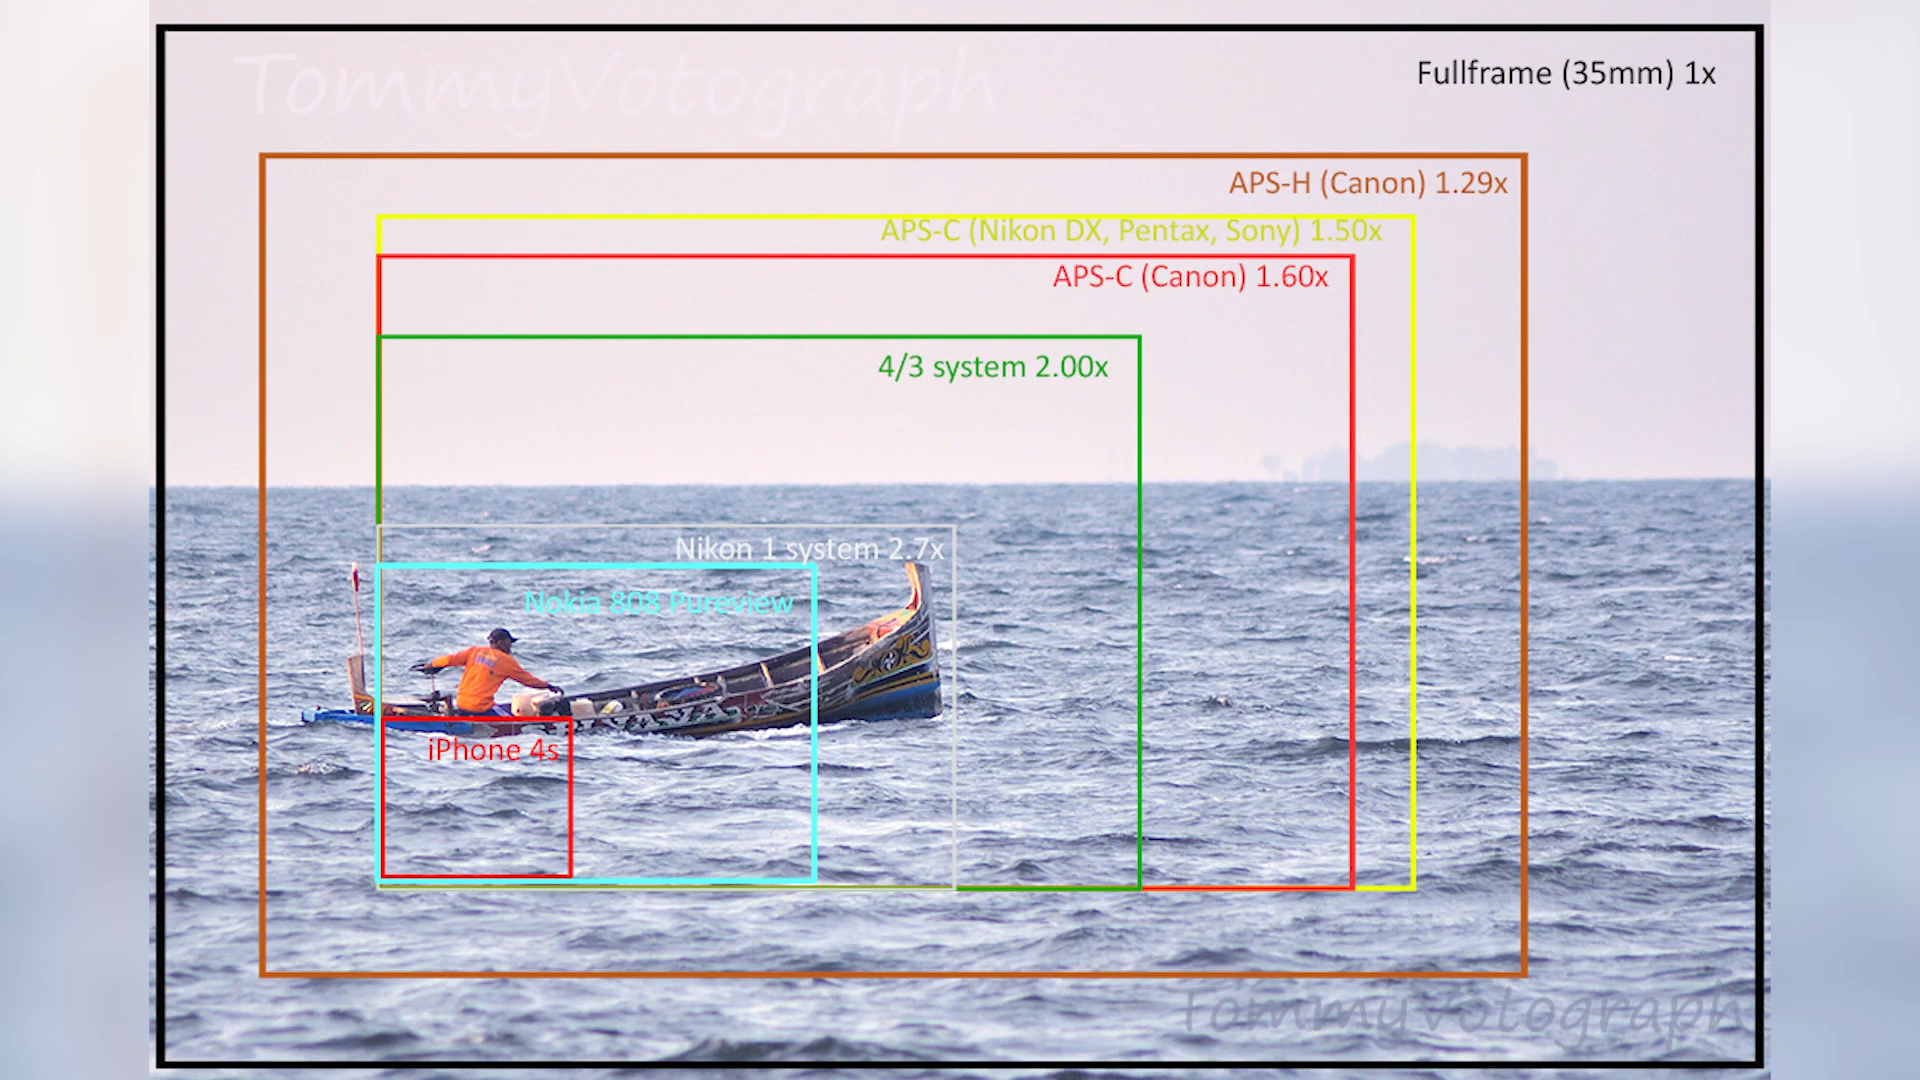 TommyVotograph
Fullframe (35mm) 1x
APS-H (Canon) 1.29x
APS-C (Nikon DX, Pentax, Sony) 1.50x
APS-C (Canon) 1.60x
4/3 system 2.00x
Nikon 1 system 2.7x
Nokia 808 Pureview
iPhone 4s
TommyVotograph